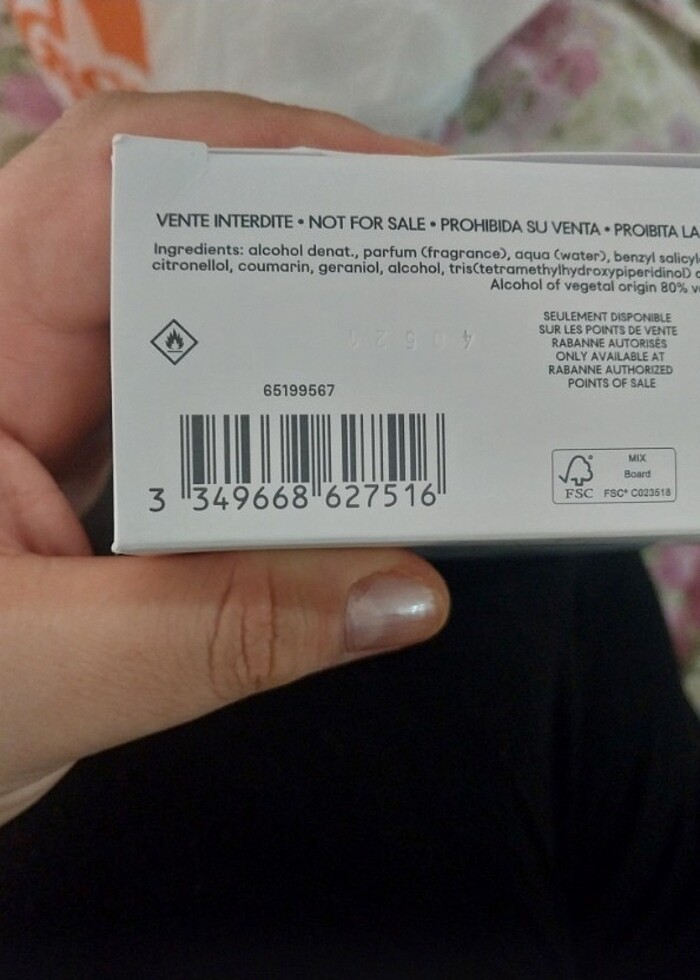 VENTE INTERDITE • NOT FOR SALE • PROHIBIDA SU VENTA • PROIBITA LA
Ingredients: alcohol denat., parfum (fragrance), aqua (water), benzyl
citronellol, coumarin, geraniol, alcohol, tris(tetramethylhydroxypiperidinol)
Alcohol of vegetal origin 80%
SEULEMENT DISPONIBLE
SUR LES POINTS DE VENTE
RABANNE AUTORISÉS
ONLY AVAILABLE AT
RABANNE AUTHORIZED
POINTS OF SALE
65199567
3 349668 627516
MIX
Board
FSC
FSC® C023518